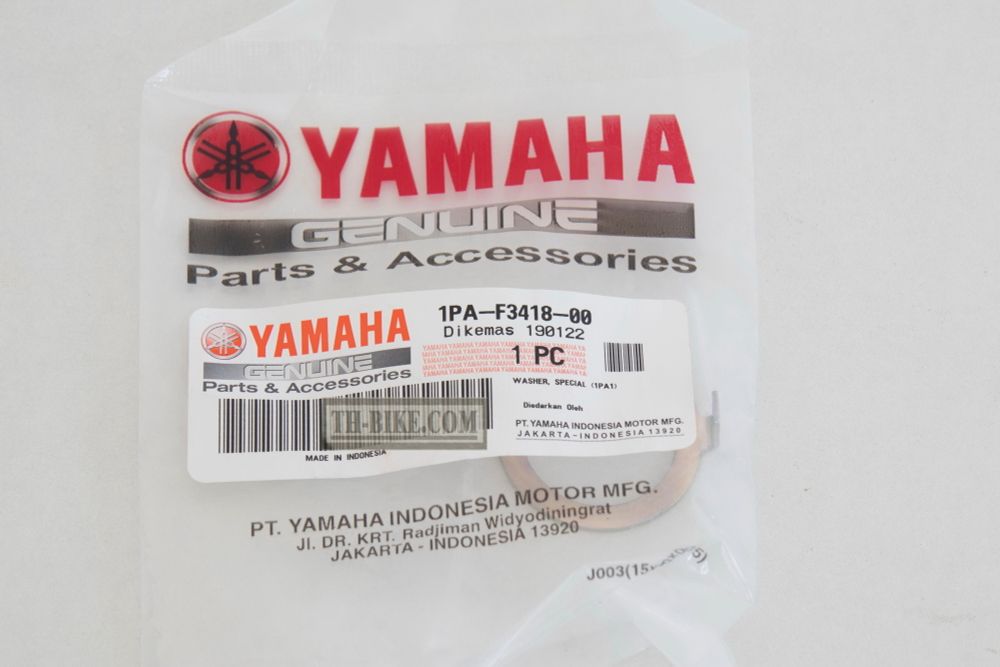 YAMAHA
GENUINE
Parts & Accessories
YAMAHA
GENUINE
Parts & Accessories
1PA-F3418-00
Dikemas 190122
1 PC
WASHER, SPECIAL (1PA1)
Diedarkan Oleh
PT. YAMAHA INDONESIA MOTOR MFG.
JAKARTA-INDONESIA 13920
TH-BIKE.COM
MADE IN INDONESIA
PT. YAMAHA INDONESIA MOTOR MFG.
Jl. DR. KRT. Radjiman Widyodiningrat
JAKARTA - INDONESIA 13920